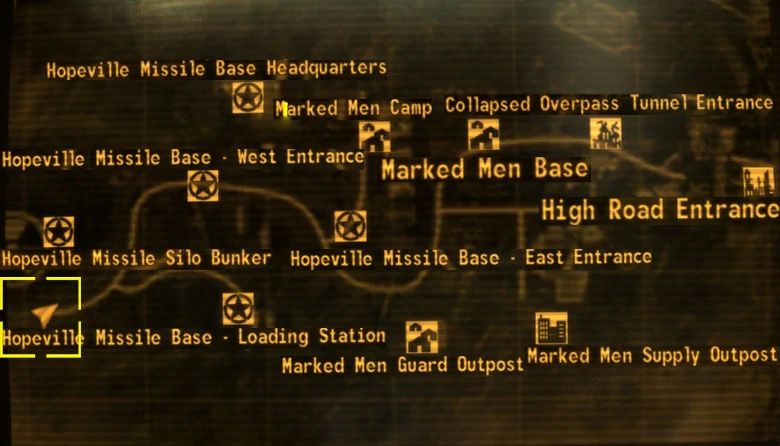 Hopeville Missile Base Headquarters
Marked Men Camp
Collapsed Overpass Tunnel Entrance
Hopeville Missile Base - West Entrance
Marked Men Base
High Road Entrance
Hopeville Missile Silo Bunker
Hopeville Missile Base - East Entrance
Hopeville Missile Base - Loading Station
Marked Men Guard Outpost
Marked Men Supply Outpost